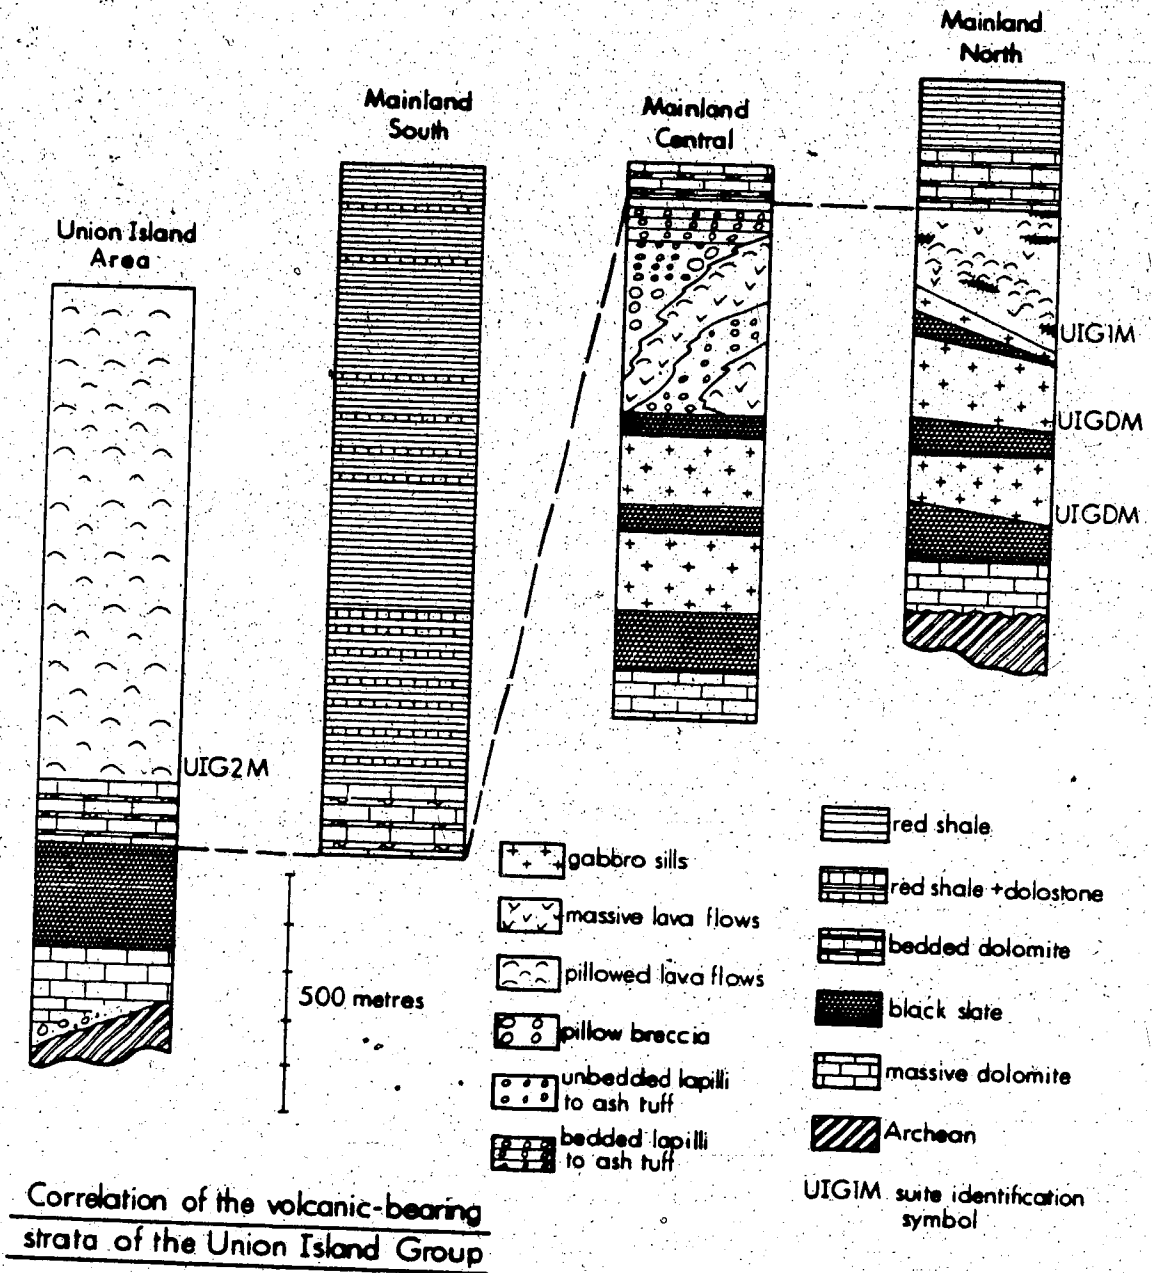 Mainland
North
Mainland
South
Mainland
Central
Union Island
Area
UIG1M
UIGDM
UIGDM
UIG2M
500 metres
gabbro sills
massive lava flows
pillowed lava flows
pillow breccia
unbedded lapilli
to ash tuff
bedded lapilli
to ash tuff
red shale
red shale +dolostone
bedded dolomite
black slate
massive dolomite
Archean
UIG1M suite identification
symbol
Correlation of the volcanic-bearing
strata of the Union Island Group